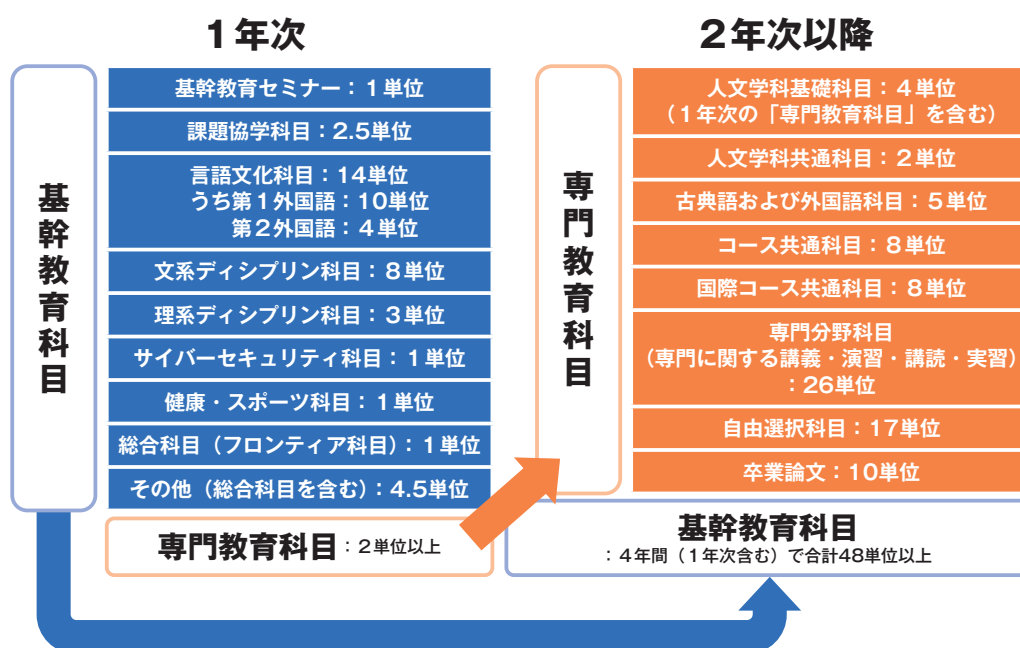 1年次
基幹教育科目
基幹教育セミナー：1単位
課題協学科目：2.5単位
言語文化科目：14単位
うち第1外国語：10単位
第2外国語：4単位
文系ディシプリン科目：8単位
理系ディシプリン科目：3単位
サイバーセキュリティ科目：1単位
健康・スポーツ科目：1単位
総合科目（フロンティア科目）：1単位
その他（総合科目を含む）：4.5単位
専門教育科目：2単位以上
2年次以降
専門教育科目
人文学科基礎科目：4単位
（1年次の「専門教育科目」を含む）
人文学科共通科目：2単位
古典語および外国語科目：5単位
コース共通科目：8単位
国際コース共通科目：8単位
専門分野科目
（専門に関する講義・演習・講読・実習）
：26単位
自由選択科目：17単位
卒業論文：10単位
基幹教育科目
：4年間（1年次含む）で合計48単位以上